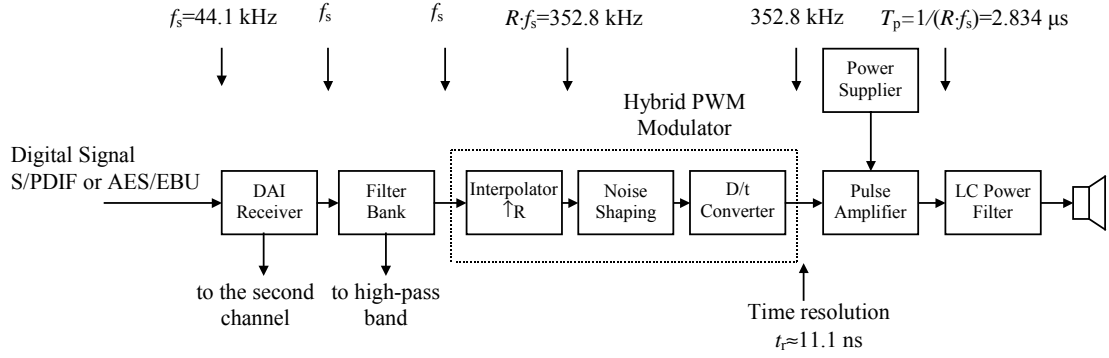 fs=44.1 kHz
fs
fs
R·fs=352.8 kHz
352.8 kHz
Tp=1/(R·fs)=2.834 μs
Power
Supplier
Hybrid PWM
Modulator
Digital Signal
S/PDIF or AES/EBU
DAI
Receiver
Filter
Bank
Interpolator
↑R
Noise
Shaping
D/t
Converter
Pulse
Amplifier
LC Power
Filter
to the second
channel
to high-pass
band
Time resolution
tr≈11.1 ns